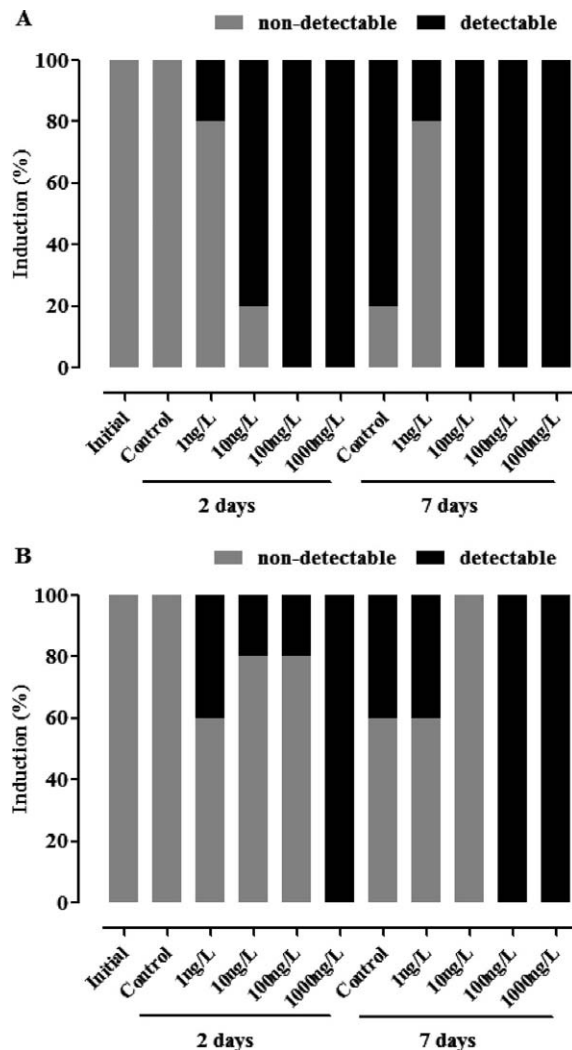 A
non-detectable detectable
100
80
60
40
20
0
Induction (%)
Initial Control 1ng/L 10ng/L 100ng/L 1000ng/L Control 1ng/L 10ng/L 100ng/L 1000ng/L
2 days 7 days
B
non-detectable detectable
100
80
60
40
20
0
Induction (%)
Initial Control 1ng/L 10ng/L 100ng/L 1000ng/L Control 1ng/L 10ng/L 100ng/L 1000ng/L
2 days 7 days